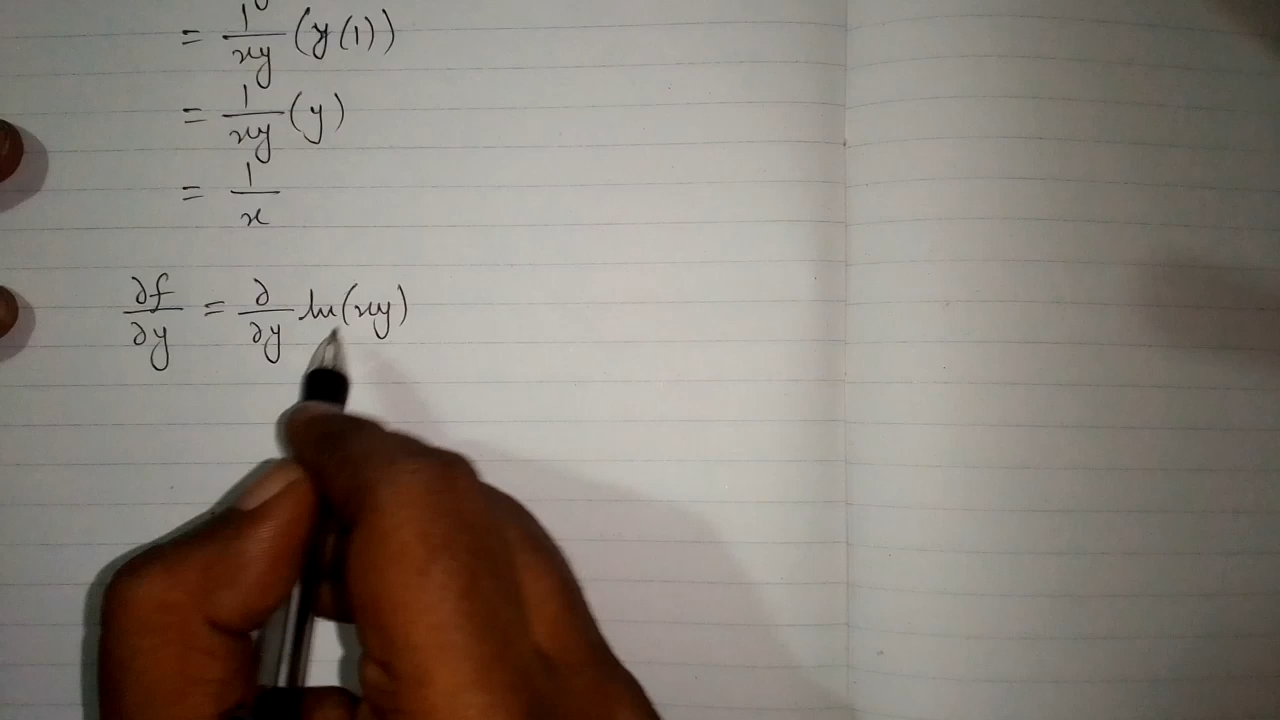 = 1/xy (y(1))
= 1/xy (y)
= 1/x
∂f/∂y = ∂/∂y ln(xy)